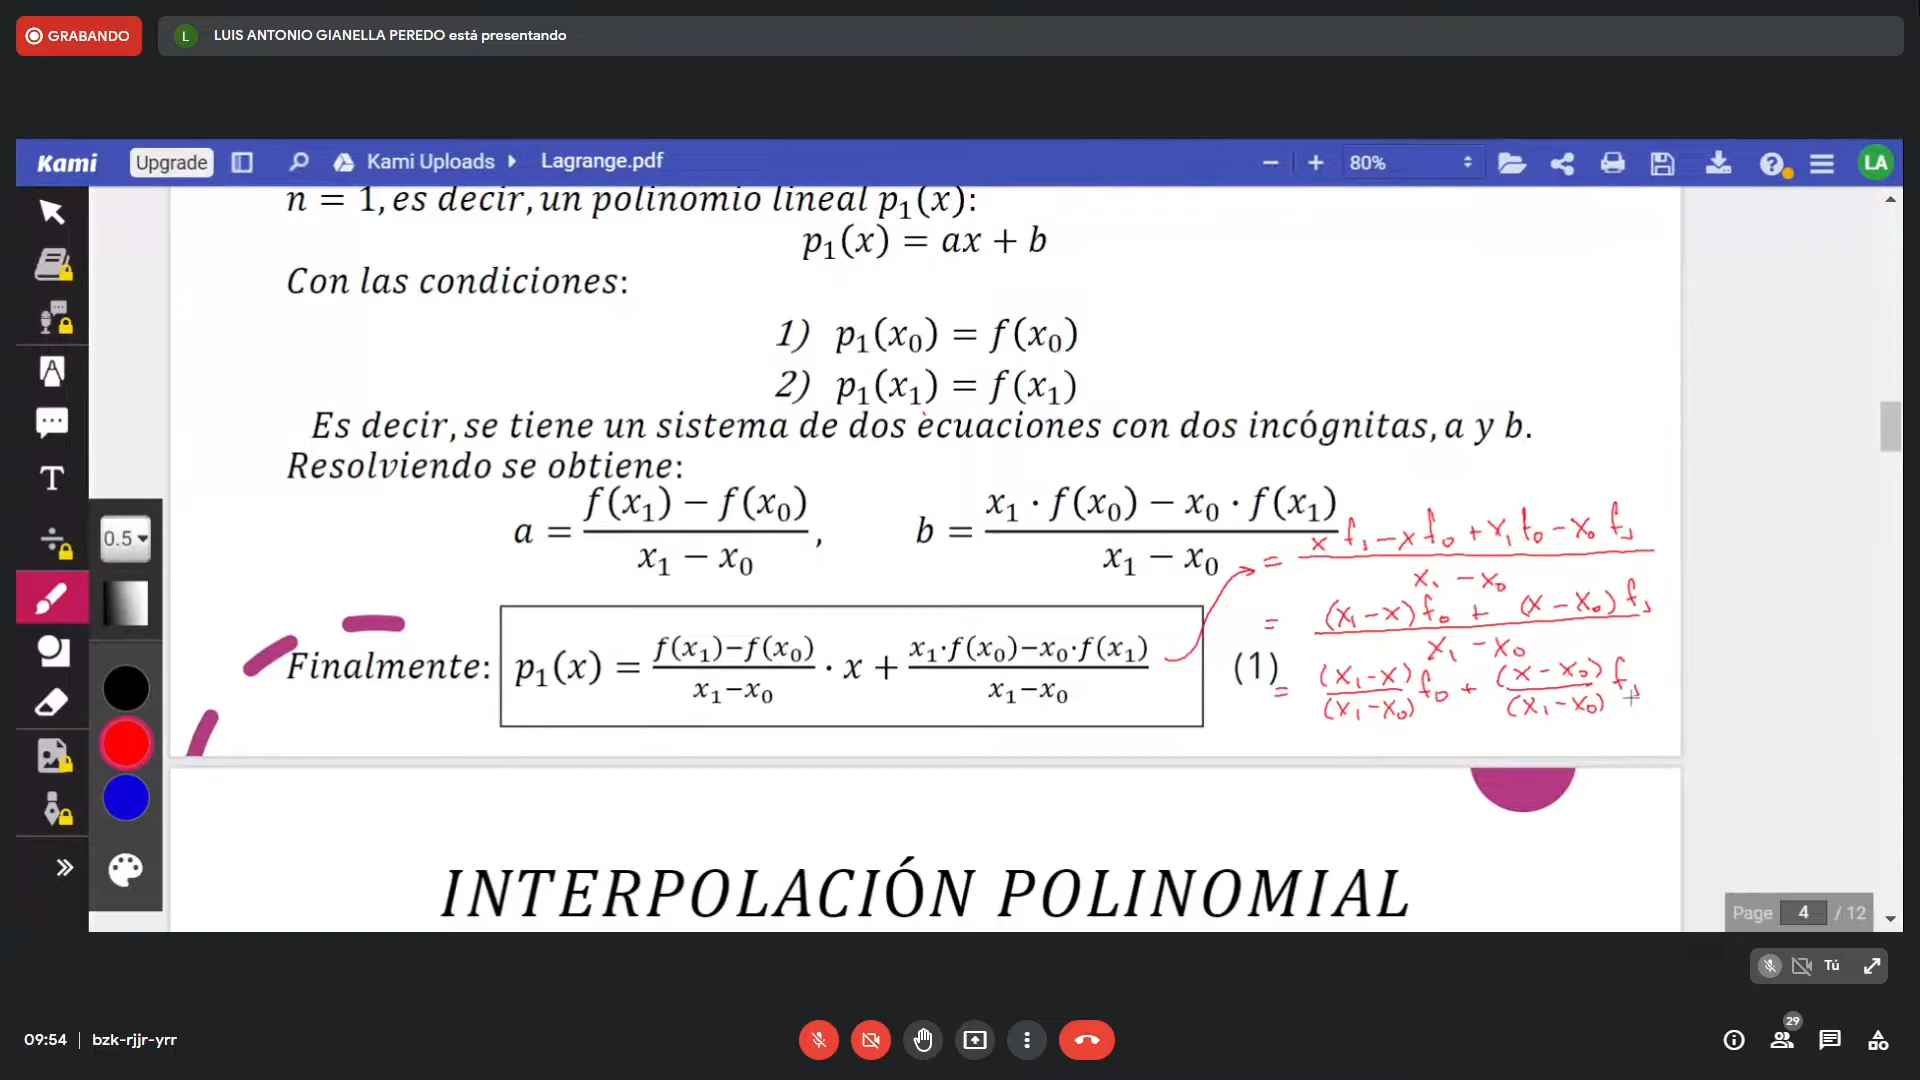 GRABANDO
L LUIS ANTONIO GIANELLA PEREDO está presentando
Kami Upgrade Kami Uploads Lagrange.pdf 80% LA
n = 1, es decir, un polinomio lineal p₁(x):
p₁(x) = ax + b
Con las condiciones:
1) p₁(x₀) = f(x₀)
2) p₁(x₁) = f(x₁)
Es decir, se tiene un sistema de dos ecuaciones con dos incógnitas, a y b.
Resolviendo se obtiene:
a = (f(x₁) − f(x₀)) / (x₁ − x₀), b = (x₁ · f(x₀) − x₀ · f(x₁)) / (x₁ − x₀)
= (x f₁ − x f₀ + x₁ f₀ − x₀ f₁) / (x₁ − x₀)
= ((x₁ − x) f₀ + (x − x₀) f₁) / (x₁ − x₀)
Finalmente: p₁(x) = (f(x₁)−f(x₀)) / (x₁−x₀) · x + (x₁·f(x₀)−x₀·f(x₁)) / (x₁−x₀) (1)
= (x₁−x)/(x₁−x₀) f₀ + (x−x₀)/(x₁−x₀) f₁
0.5
T
INTERPOLACIÓN POLINOMIAL
Page 4 / 12
Tú
09:54 | bzk-rjjr-yrr
29